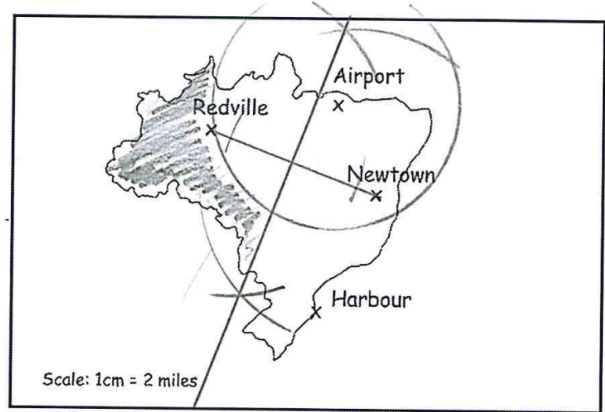 Airport
Redville
Newtown
Harbour
Scale: 1cm = 2 miles